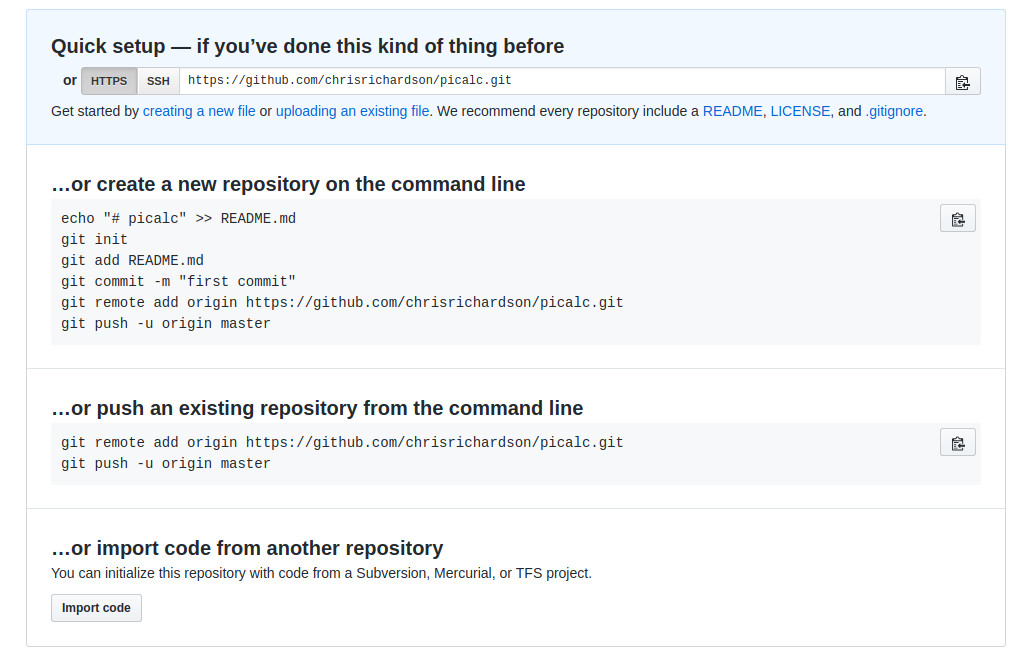 Quick setup — if you’ve done this kind of thing before
or HTTPS SSH https://github.com/chrisrichardson/picalc.git
Get started by creating a new file or uploading an existing file. We recommend every repository include a README, LICENSE, and .gitignore.
…or create a new repository on the command line
echo "# picalc" >> README.md
git init
git add README.md
git commit -m "first commit"
git remote add origin https://github.com/chrisrichardson/picalc.git
git push -u origin master
…or push an existing repository from the command line
git remote add origin https://github.com/chrisrichardson/picalc.git
git push -u origin master
…or import code from another repository
You can initialize this repository with code from a Subversion, Mercurial, or TFS project.
Import code